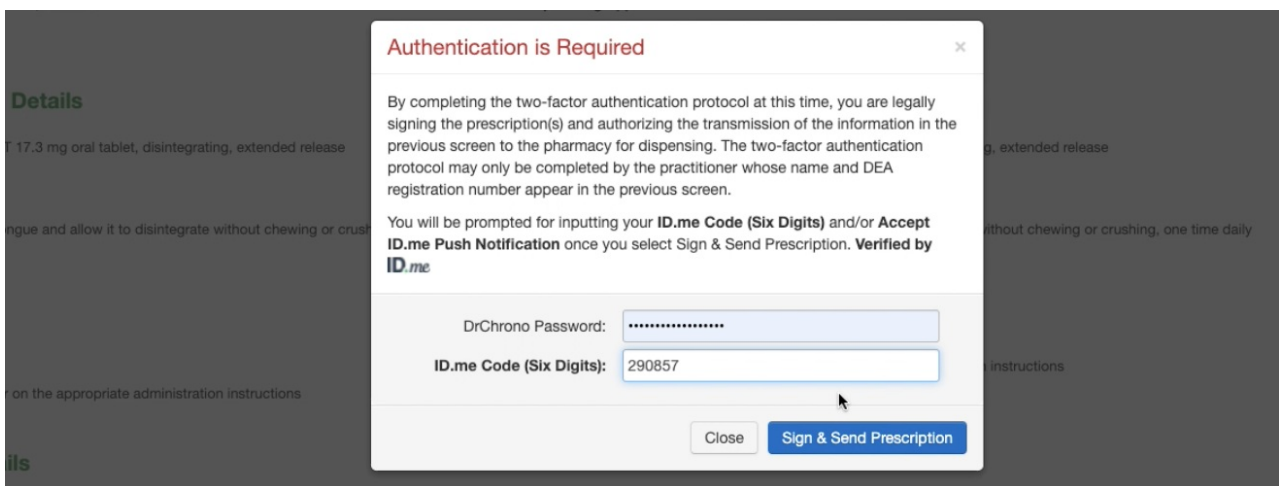 Authentication is Required ×
Details
By completing the two-factor authentication protocol at this time, you are legally
signing the prescription(s) and authorizing the transmission of the information in the
T 17.3 mg oral tablet, disintegrating, extended release
previous screen to the pharmacy for dispensing. The two-factor authentication
g, extended release
protocol may only be completed by the practitioner whose name and DEA
registration number appear in the previous screen.
You will be prompted for inputting your ID.me Code (Six Digits) and/or Accept
ngue and allow it to disintegrate without chewing or crush
ithout chewing or crushing, one time daily
ID.me Push Notification once you select Sign & Send Prescription. Verified by
ID.me
DrChrono Password: ••••••••••••••••••
ID.me Code (Six Digits): 290857
instructions
on the appropriate administration instructions
Close Sign & Send Prescription
ils